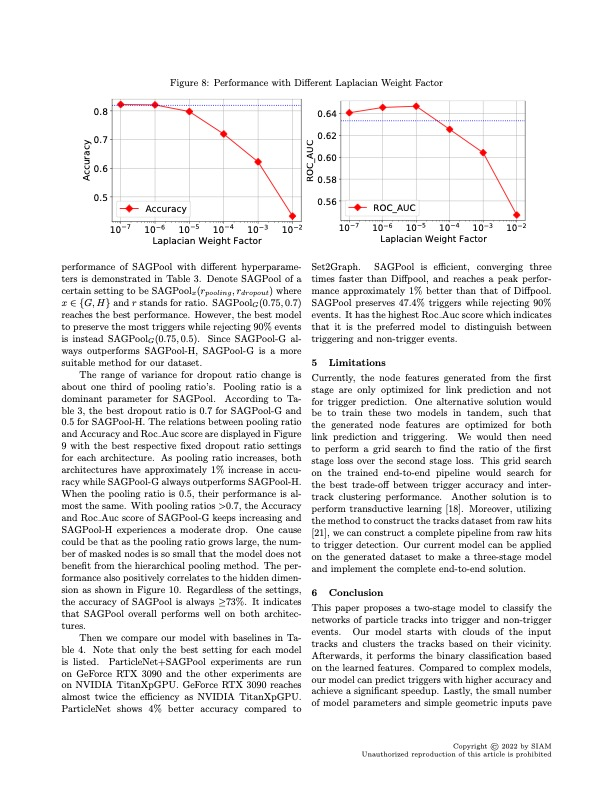 Figure 8: Performance with Different Laplacian Weight Factor
0.8
0.7
0.6
0.5
Accuracy
Accuracy
10⁻⁷ 10⁻⁶ 10⁻⁵ 10⁻⁴ 10⁻³ 10⁻²
Laplacian Weight Factor
0.64
0.62
0.60
0.58
0.56
ROC_AUC
ROC_AUC
10⁻⁷ 10⁻⁶ 10⁻⁵ 10⁻⁴ 10⁻³ 10⁻²
Laplacian Weight Factor
performance of SAGPool with different hyperparame-
ters is demonstrated in Table 3. Denote SAGPool of a
certain setting to be SAGPoolₓ(r_pooling, r_dropout) where
x ∈ {G, H} and r stands for ratio. SAGPool_G(0.75, 0.7)
reaches the best performance. However, the best model
to preserve the most triggers while rejecting 90% events
is instead SAGPool_G(0.75, 0.5). Since SAGPool-G al-
ways outperforms SAGPool-H, SAGPool-G is a more
suitable method for our dataset.
The range of variance for dropout ratio change is
about one third of pooling ratio's. Pooling ratio is a
dominant parameter for SAGPool. According to Ta-
ble 3, the best dropout ratio is 0.7 for SAGPool-G and
0.5 for SAGPool-H. The relations between pooling ratio
and Accuracy and Roc_Auc score are displayed in Figure
9 with the best respective fixed dropout ratio settings
for each architecture. As pooling ratio increases, both
architectures have approximately 1% increase in accu-
racy while SAGPool-G always outperforms SAGPool-H.
When the pooling ratio is 0.5, their performance is al-
most the same. With pooling ratios >0.7, the Accuracy
and Roc_Auc score of SAGPool-G keeps increasing and
SAGPool-H experiences a moderate drop. One cause
could be that as the pooling ratio grows large, the num-
ber of masked nodes is so small that the model does not
benefit from the hierarchical pooling method. The per-
formance also positively correlates to the hidden dimen-
sion as shown in Figure 10. Regardless of the settings,
the accuracy of SAGPool is always ≥73%. It indicates
that SAGPool overall performs well on both architec-
tures.
Then we compare our model with baselines in Ta-
ble 4. Note that only the best setting for each model
is listed. ParticleNet+SAGPool experiments are run
on GeForce RTX 3090 and the other experiments are
on NVIDIA TitanXpGPU. GeForce RTX 3090 reaches
almost twice the efficiency as NVIDIA TitanXpGPU.
ParticleNet shows 4% better accuracy compared to
Set2Graph. SAGPool is efficient, converging three
times faster than Diffpool, and reaches a peak perfor-
mance approximately 1% better than that of Diffpool.
SAGPool preserves 47.4% triggers while rejecting 90%
events. It has the highest Roc_Auc score which indicates
that it is the preferred model to distinguish between
triggering and non-trigger events.
5 Limitations
Currently, the node features generated from the first
stage are only optimized for link prediction and not
for trigger prediction. One alternative solution would
be to train these two models in tandem, such that
the generated node features are optimized for both
link prediction and triggering. We would then need
to perform a grid search to find the ratio of the first
stage loss over the second stage loss. This grid search
on the trained end-to-end pipeline would search for
the best trade-off between trigger accuracy and inter-
track clustering performance. Another solution is to
perform transductive learning [18]. Moreover, utilizing
the method to construct the tracks dataset from raw hits
[21], we can construct a complete pipeline from raw hits
to trigger detection. Our current model can be applied
on the generated dataset to make a three-stage model
and implement the complete end-to-end solution.
6 Conclusion
This paper proposes a two-stage model to classify the
networks of particle tracks into trigger and non-trigger
events. Our model starts with clouds of the input
tracks and clusters the tracks based on their vicinity.
Afterwards, it performs the binary classification based
on the learned features. Compared to complex models,
our model can predict triggers with higher accuracy and
achieve a significant speedup. Lastly, the small number
of model parameters and simple geometric inputs pave
Copyright © 2022 by SIAM
Unauthorized reproduction of this article is prohibited